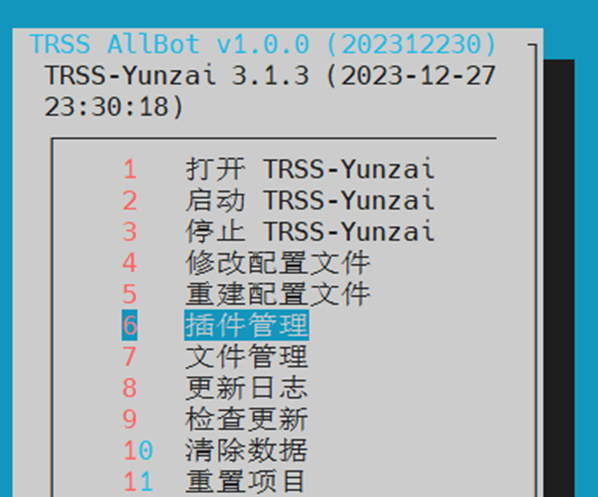 TRSS AllBot v1.0.0 (202312230)
TRSS-Yunzai 3.1.3 (2023-12-27
23:30:18)
1 打开 TRSS-Yunzai
2 启动 TRSS-Yunzai
3 停止 TRSS-Yunzai
4 修改配置文件
5 重建配置文件
6 插件管理
7 文件管理
8 更新日志
9 检查更新
10 清除数据
11 重置项目